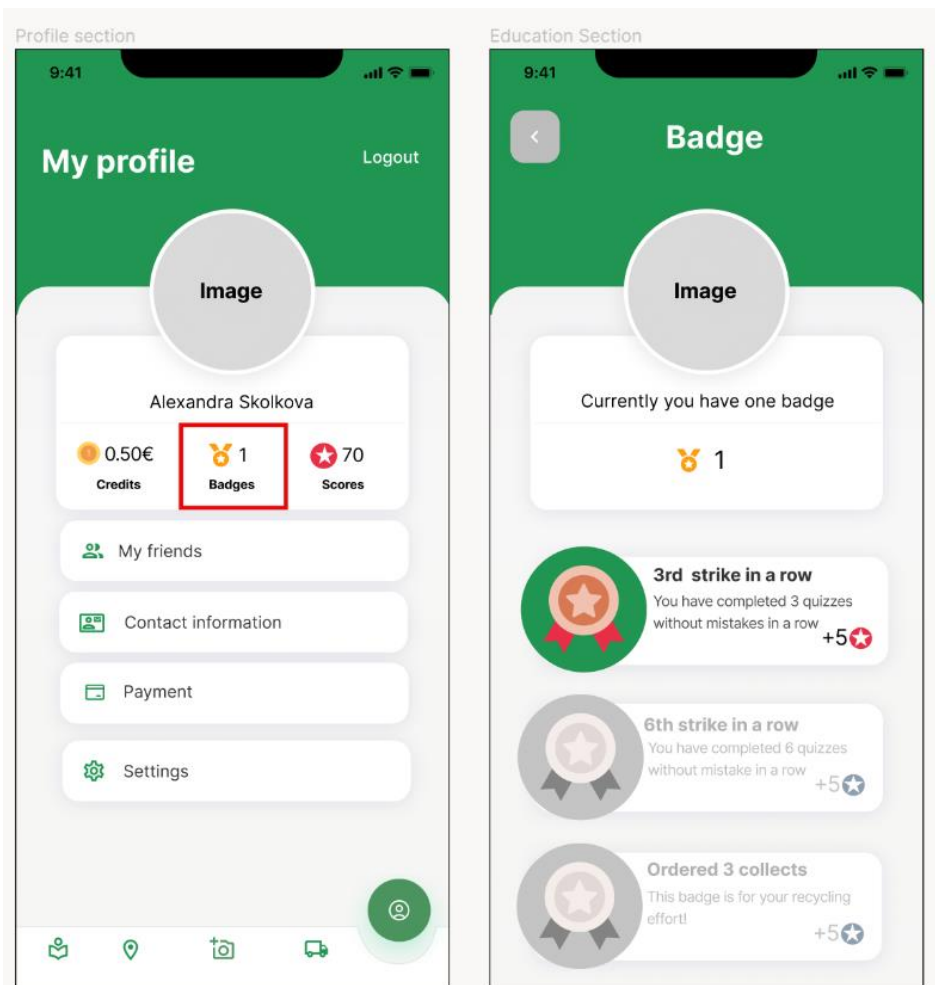 Profile section
9:41
My profile
Logout
Image
Alexandra Skolkova
0.50€
Credits
1
Badges
70
Scores
My friends
Contact information
Payment
Settings
Education Section
9:41
Badge
Image
Currently you have one badge
1
3rd strike in a row
You have completed 3 quizzes
without mistakes in a row
+5
6th strike in a row
You have completed 6 quizzes
without mistake in a row
+5
Ordered 3 collects
This badge is for your recycling
effort!
+5